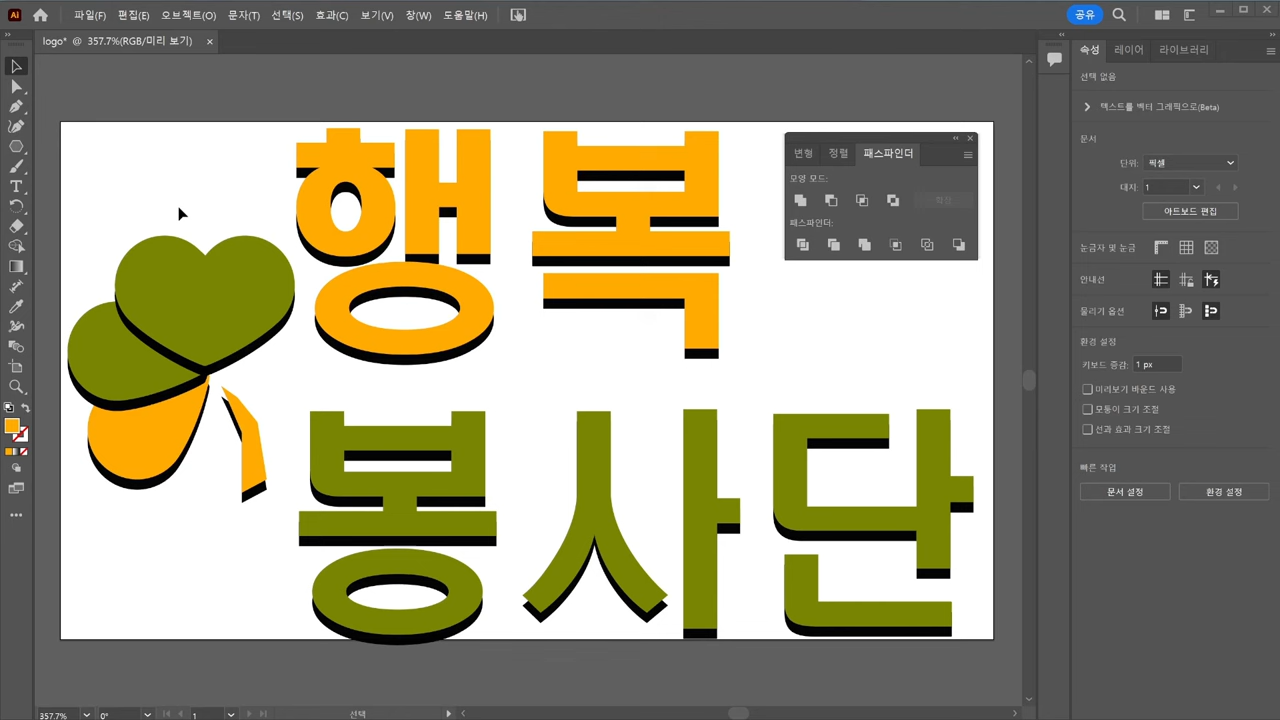 Ai 파일(F) 편집(E) 오브젝트(O) 문자(T) 선택(S) 효과(C) 보기(V) 창(W) 도움말(H) 공유
logo* @ 357.7%(RGB/미리 보기) ×
속성 레이어 라이브러리
선택 없음
텍스트를 벡터 그래픽으로(Beta)
문서
단위: 픽셀
대지: 1
아트보드 편집
눈금자 및 눈금
안내선
물리기 옵션
환경 설정
키보드 증감: 1 px
미리보기 바운드 사용
모퉁이 크기 조절
선과 효과 크기 조절
빠른 작업
문서 설정 환경 설정
변형 정렬 패스파인더
모양 모드:
확장
패스파인더:
행복
봉사단
357.7% 0° 1 선택